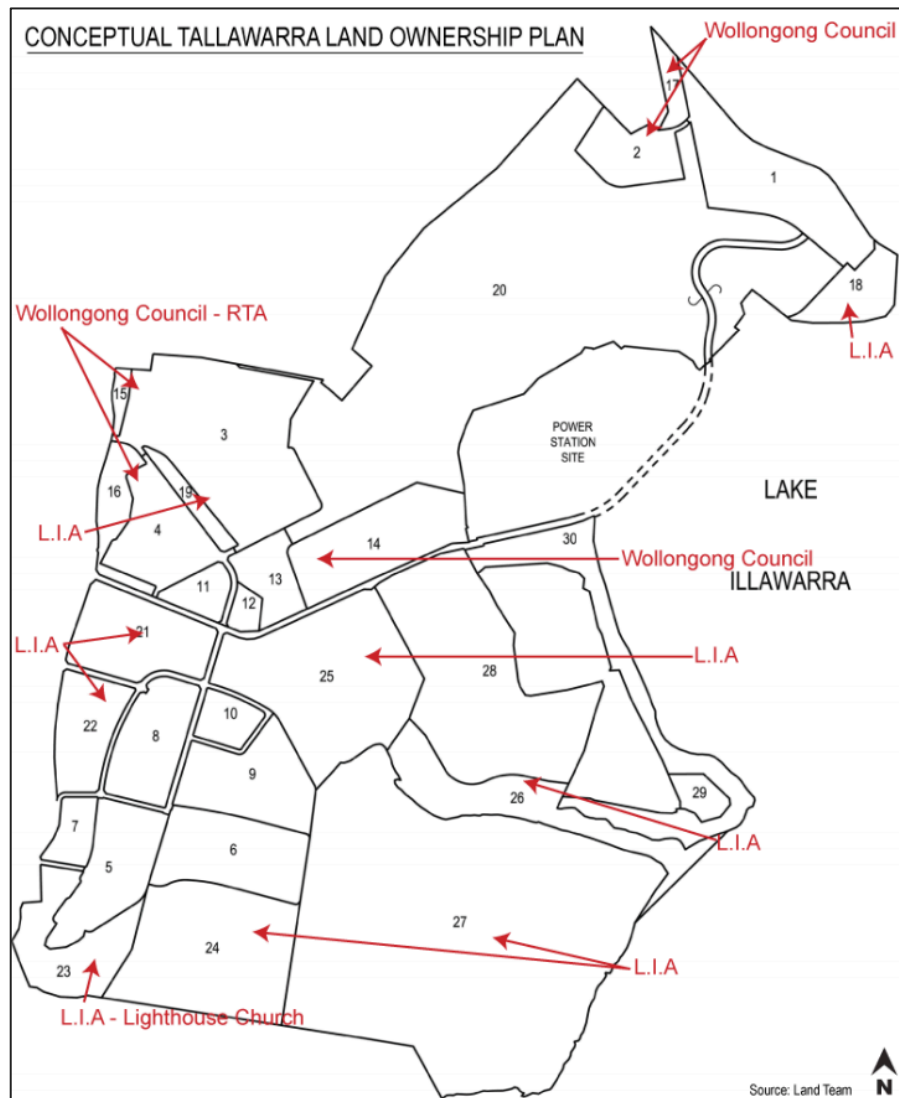 CONCEPTUAL TALLAWARRA LAND OWNERSHIP PLAN
Wollongong Council
17
2
1
20
18
L.I.A
Wollongong Council - RTA
15
3
POWER
STATION
SITE
16
19
4
L.I.A
LAKE
14
30
Wollongong Council
13
11
12
ILLAWARRA
21
L.I.A
25
L.I.A
28
22
8
10
9
26
29
7
L.I.A
6
5
27
24
23
L.I.A
L.I.A - Lighthouse Church
Source: Land Team
N